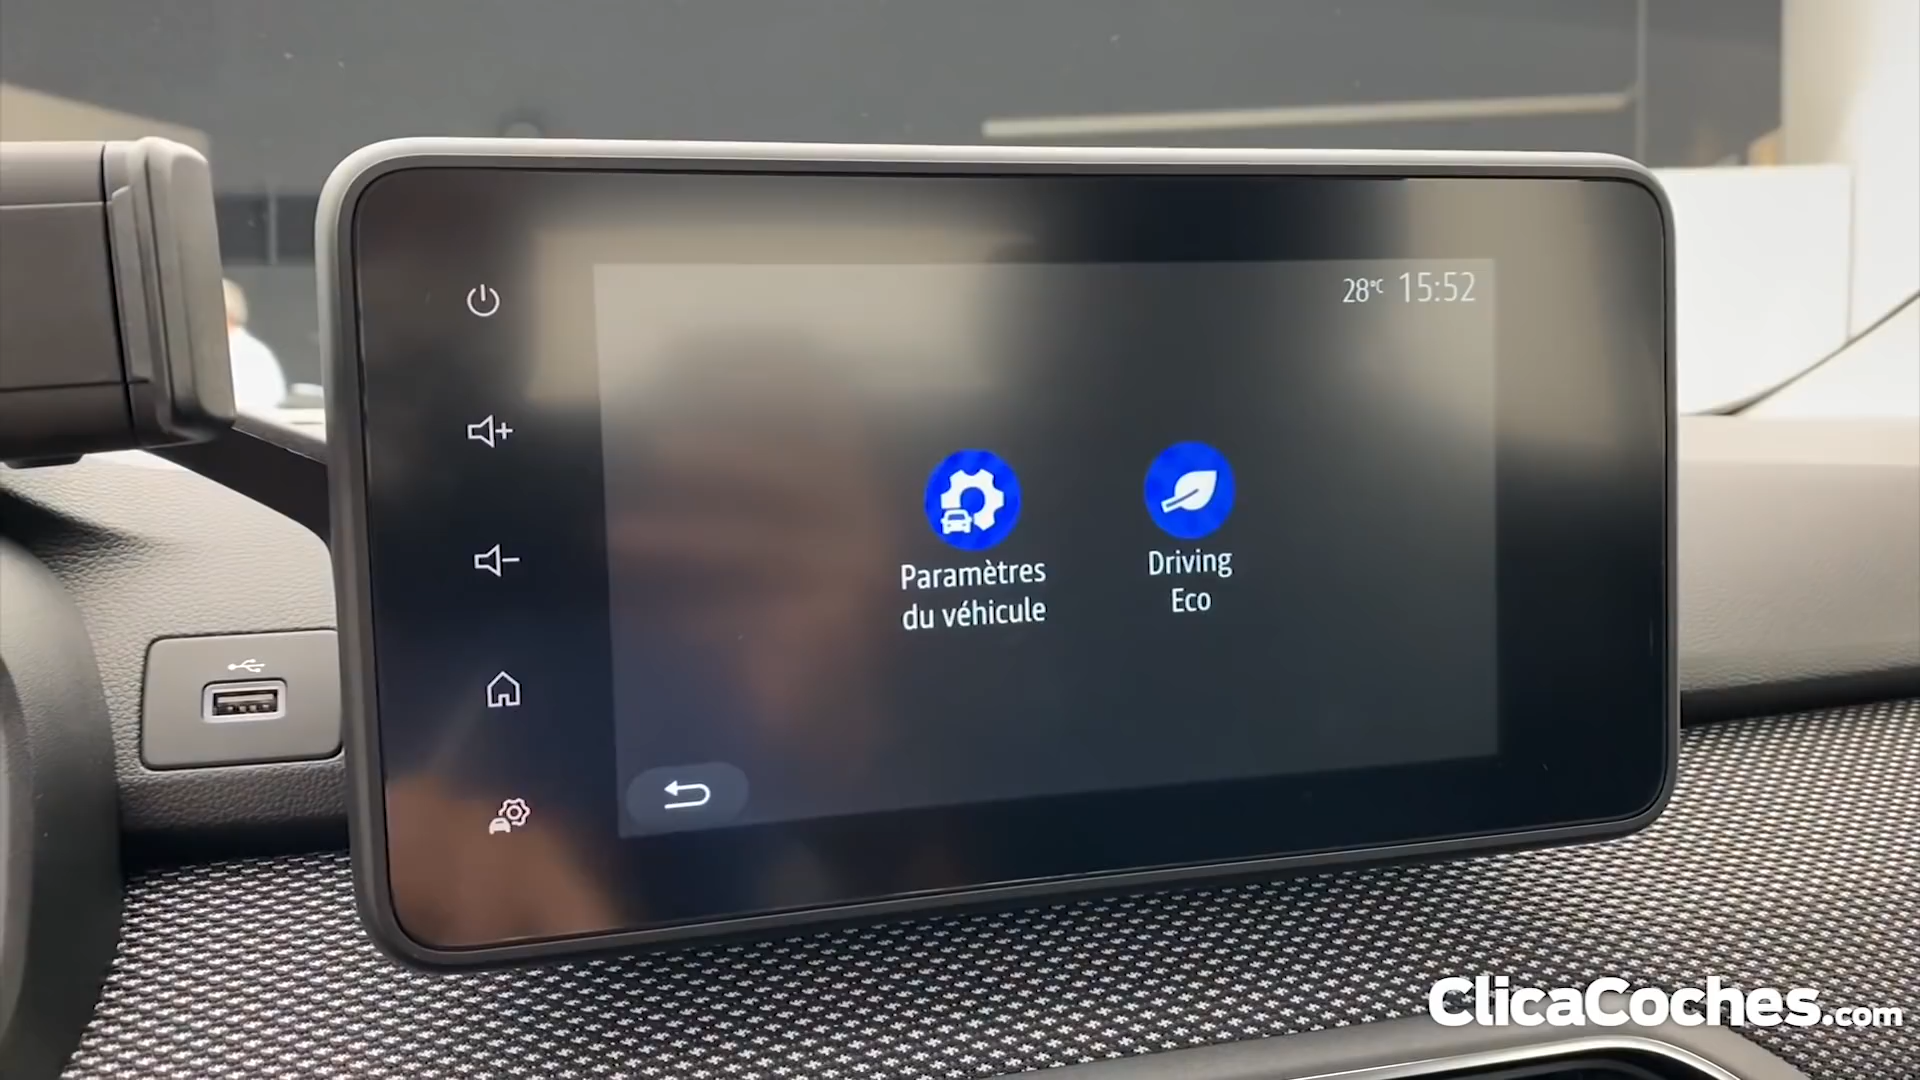 28°C 15:52
Paramètres
du véhicule
Driving
Eco
ClicaCoches.com